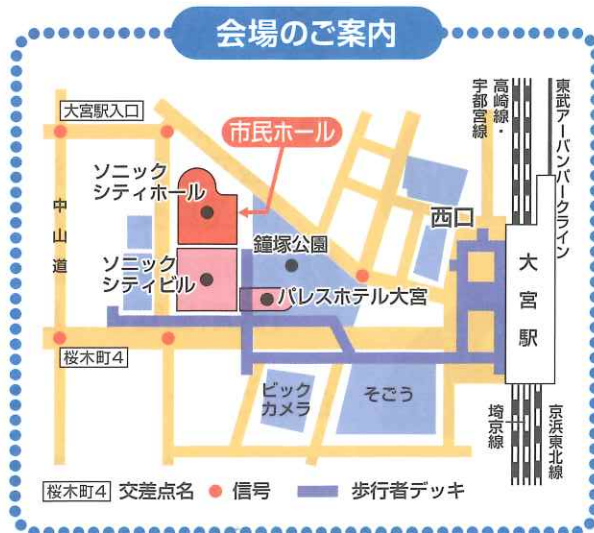 会場のご案内
大宮駅入口
市民ホール
高崎線・
宇都宮線
東武アーバンパークライン
ソニック
シティホール
中山道
西口
鐘塚公園
ソニック
シティビル
パレスホテル大宮
大宮駅
桜木町4
ビック
カメラ
そごう
埼京線
京浜東北線
桜木町4 交差点名 信号 歩行者デッキ